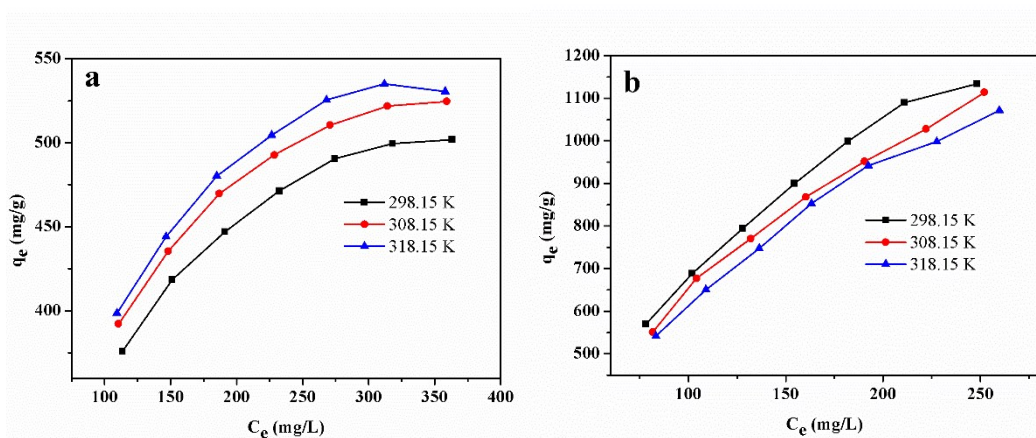 a
550
500
450
400
qe (mg/g)
298.15 K
308.15 K
318.15 K
100 150 200 250 300 350 400
Ce (mg/L)
b
1200
1100
1000
900
800
700
600
500
qe (mg/g)
298.15 K
308.15 K
318.15 K
100 150 200 250
Ce (mg/L)